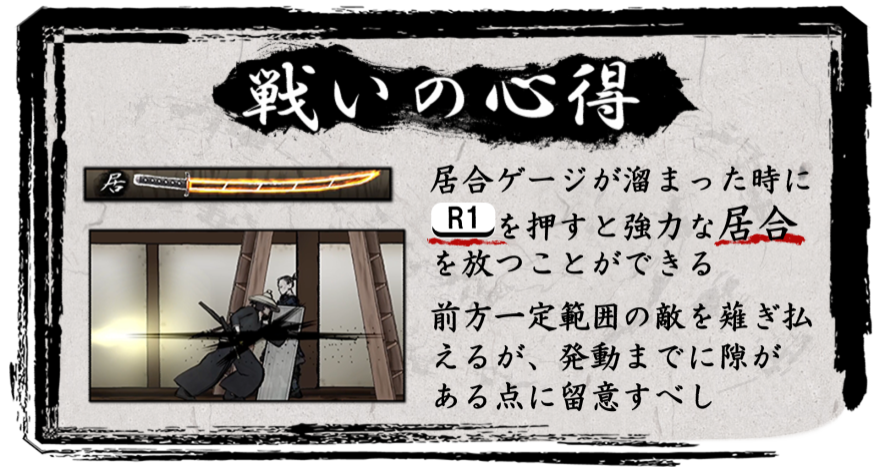 戦いの心得
居
居合ゲージが溜まった時に
R1を押すと強力な居合
を放つことができる
前方一定範囲の敵を薙ぎ払
えるが、発動までに隙が
ある点に留意すべし